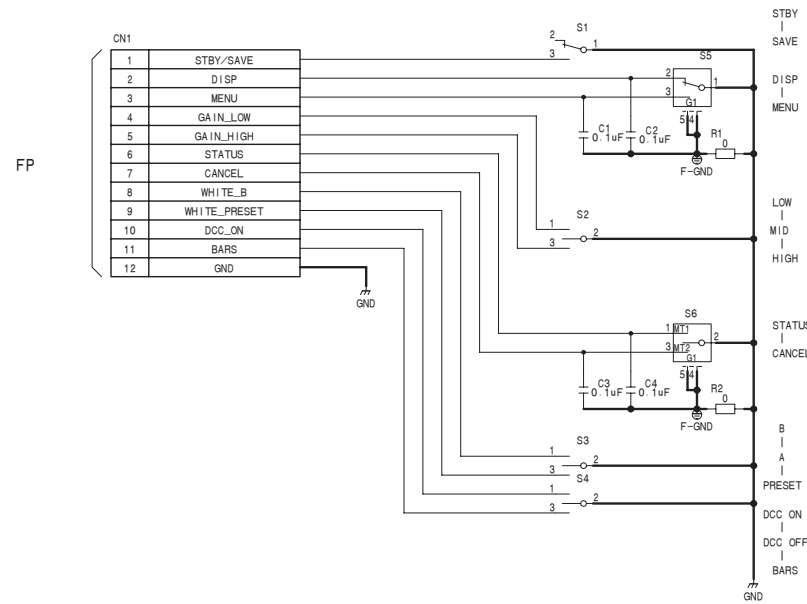 FP
CN1
1 STBY/SAVE
2 DISP
3 MENU
4 GAIN_LOW
5 GAIN_HIGH
6 STATUS
7 CANCEL
8 WHITE_B
9 WHITE_PRESET
10 DCC_ON
11 BARS
12 GND
GND
S1
2
1
3
STBY
|
SAVE
S5
2
1
3
G1
5 4
DISP
|
MENU
C1
0.1uF
C2
0.1uF
R1
0
F-GND
S2
1
2
3
LOW
|
MID
|
HIGH
S6
1 MT1
2
3 MT2
G1
5 4
STATUS
|
CANCEL
C3
0.1uF
C4
0.1uF
R2
0
F-GND
S3
1
2
3
B
|
A
|
PRESET
S4
1
2
3
DCC ON
|
DCC OFF
|
BARS
GND